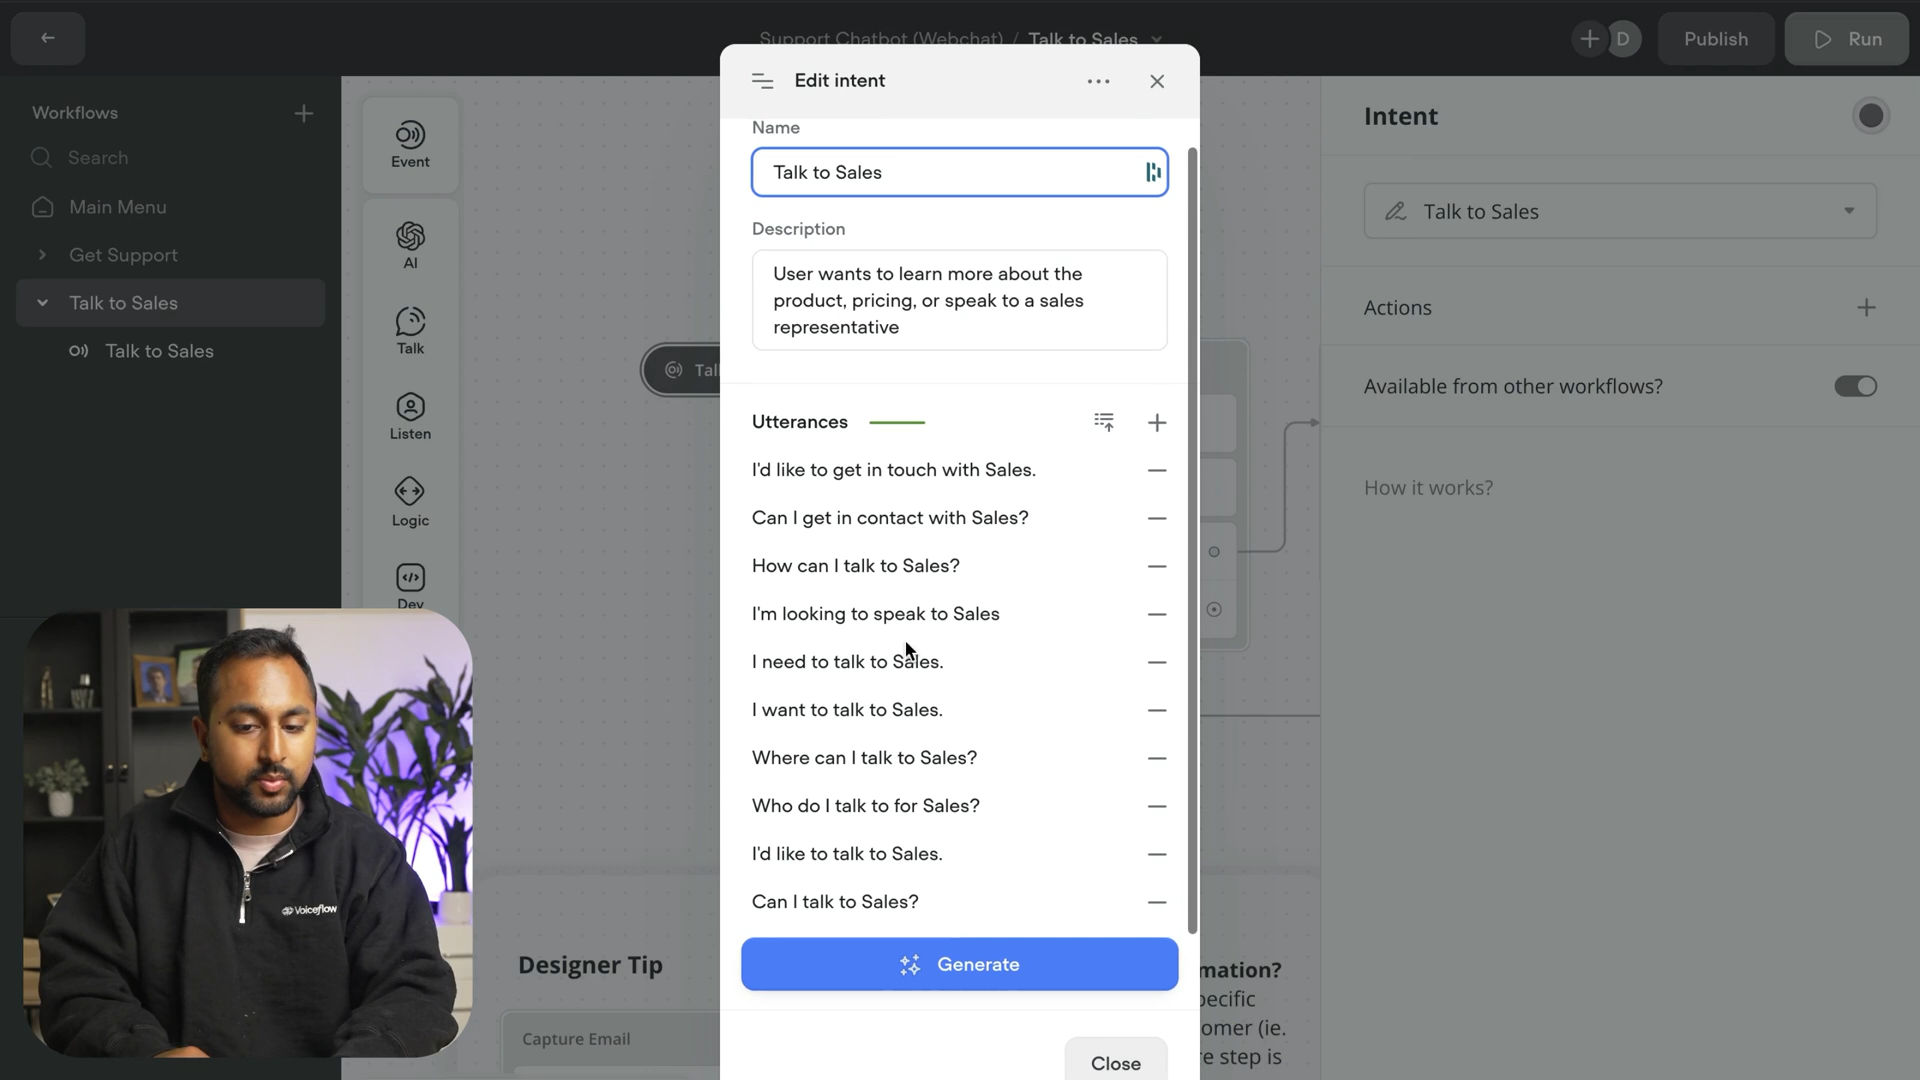 Support Chatbot (Webchat) / Talk to Sales
D
Publish
Run
Workflows
Search
Main Menu
Get Support
Talk to Sales
Talk to Sales
Event
AI
Talk
Listen
Logic
Dev
Tal
Edit intent
Name
Talk to Sales
Description
User wants to learn more about the
product, pricing, or speak to a sales
representative
Utterances
I'd like to get in touch with Sales.
Can I get in contact with Sales?
How can I talk to Sales?
I'm looking to speak to Sales
I need to talk to Sales.
I want to talk to Sales.
Where can I talk to Sales?
Who do I talk to for Sales?
I'd like to talk to Sales.
Can I talk to Sales?
Generate
Close
Intent
Talk to Sales
Actions
Available from other workflows?
How it works?
Designer Tip
Capture Email
mation?
pecific
omer (ie.
re step is
Voiceflow